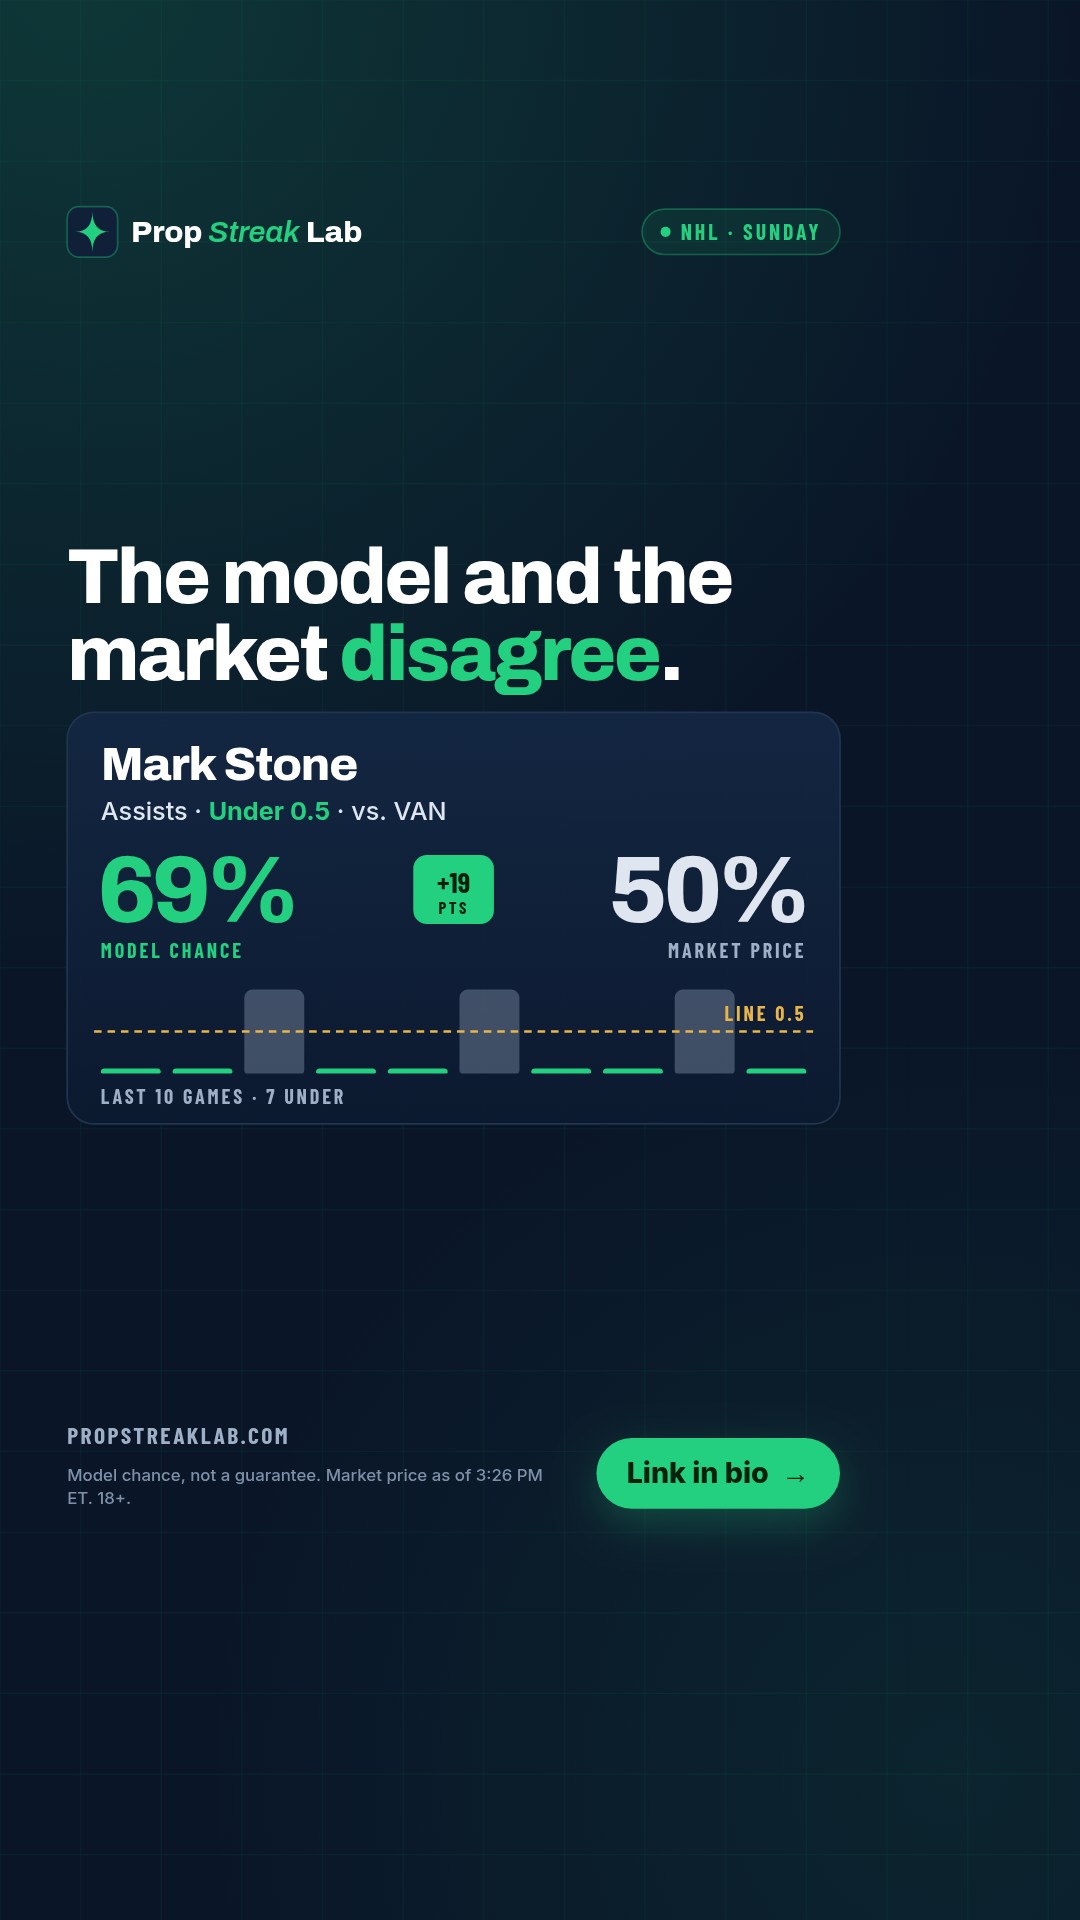 Prop Streak Lab
NHL · SUNDAY
The model and the
market disagree.
Mark Stone
Assists · Under 0.5 · vs. VAN
69%
+19
PTS
50%
MODEL CHANCE
MARKET PRICE
LINE 0.5
LAST 10 GAMES · 7 UNDER
PROPSTREAKLAB.COM
Model chance, not a guarantee. Market price as of 3:26 PM
ET. 18+.
Link in bio →